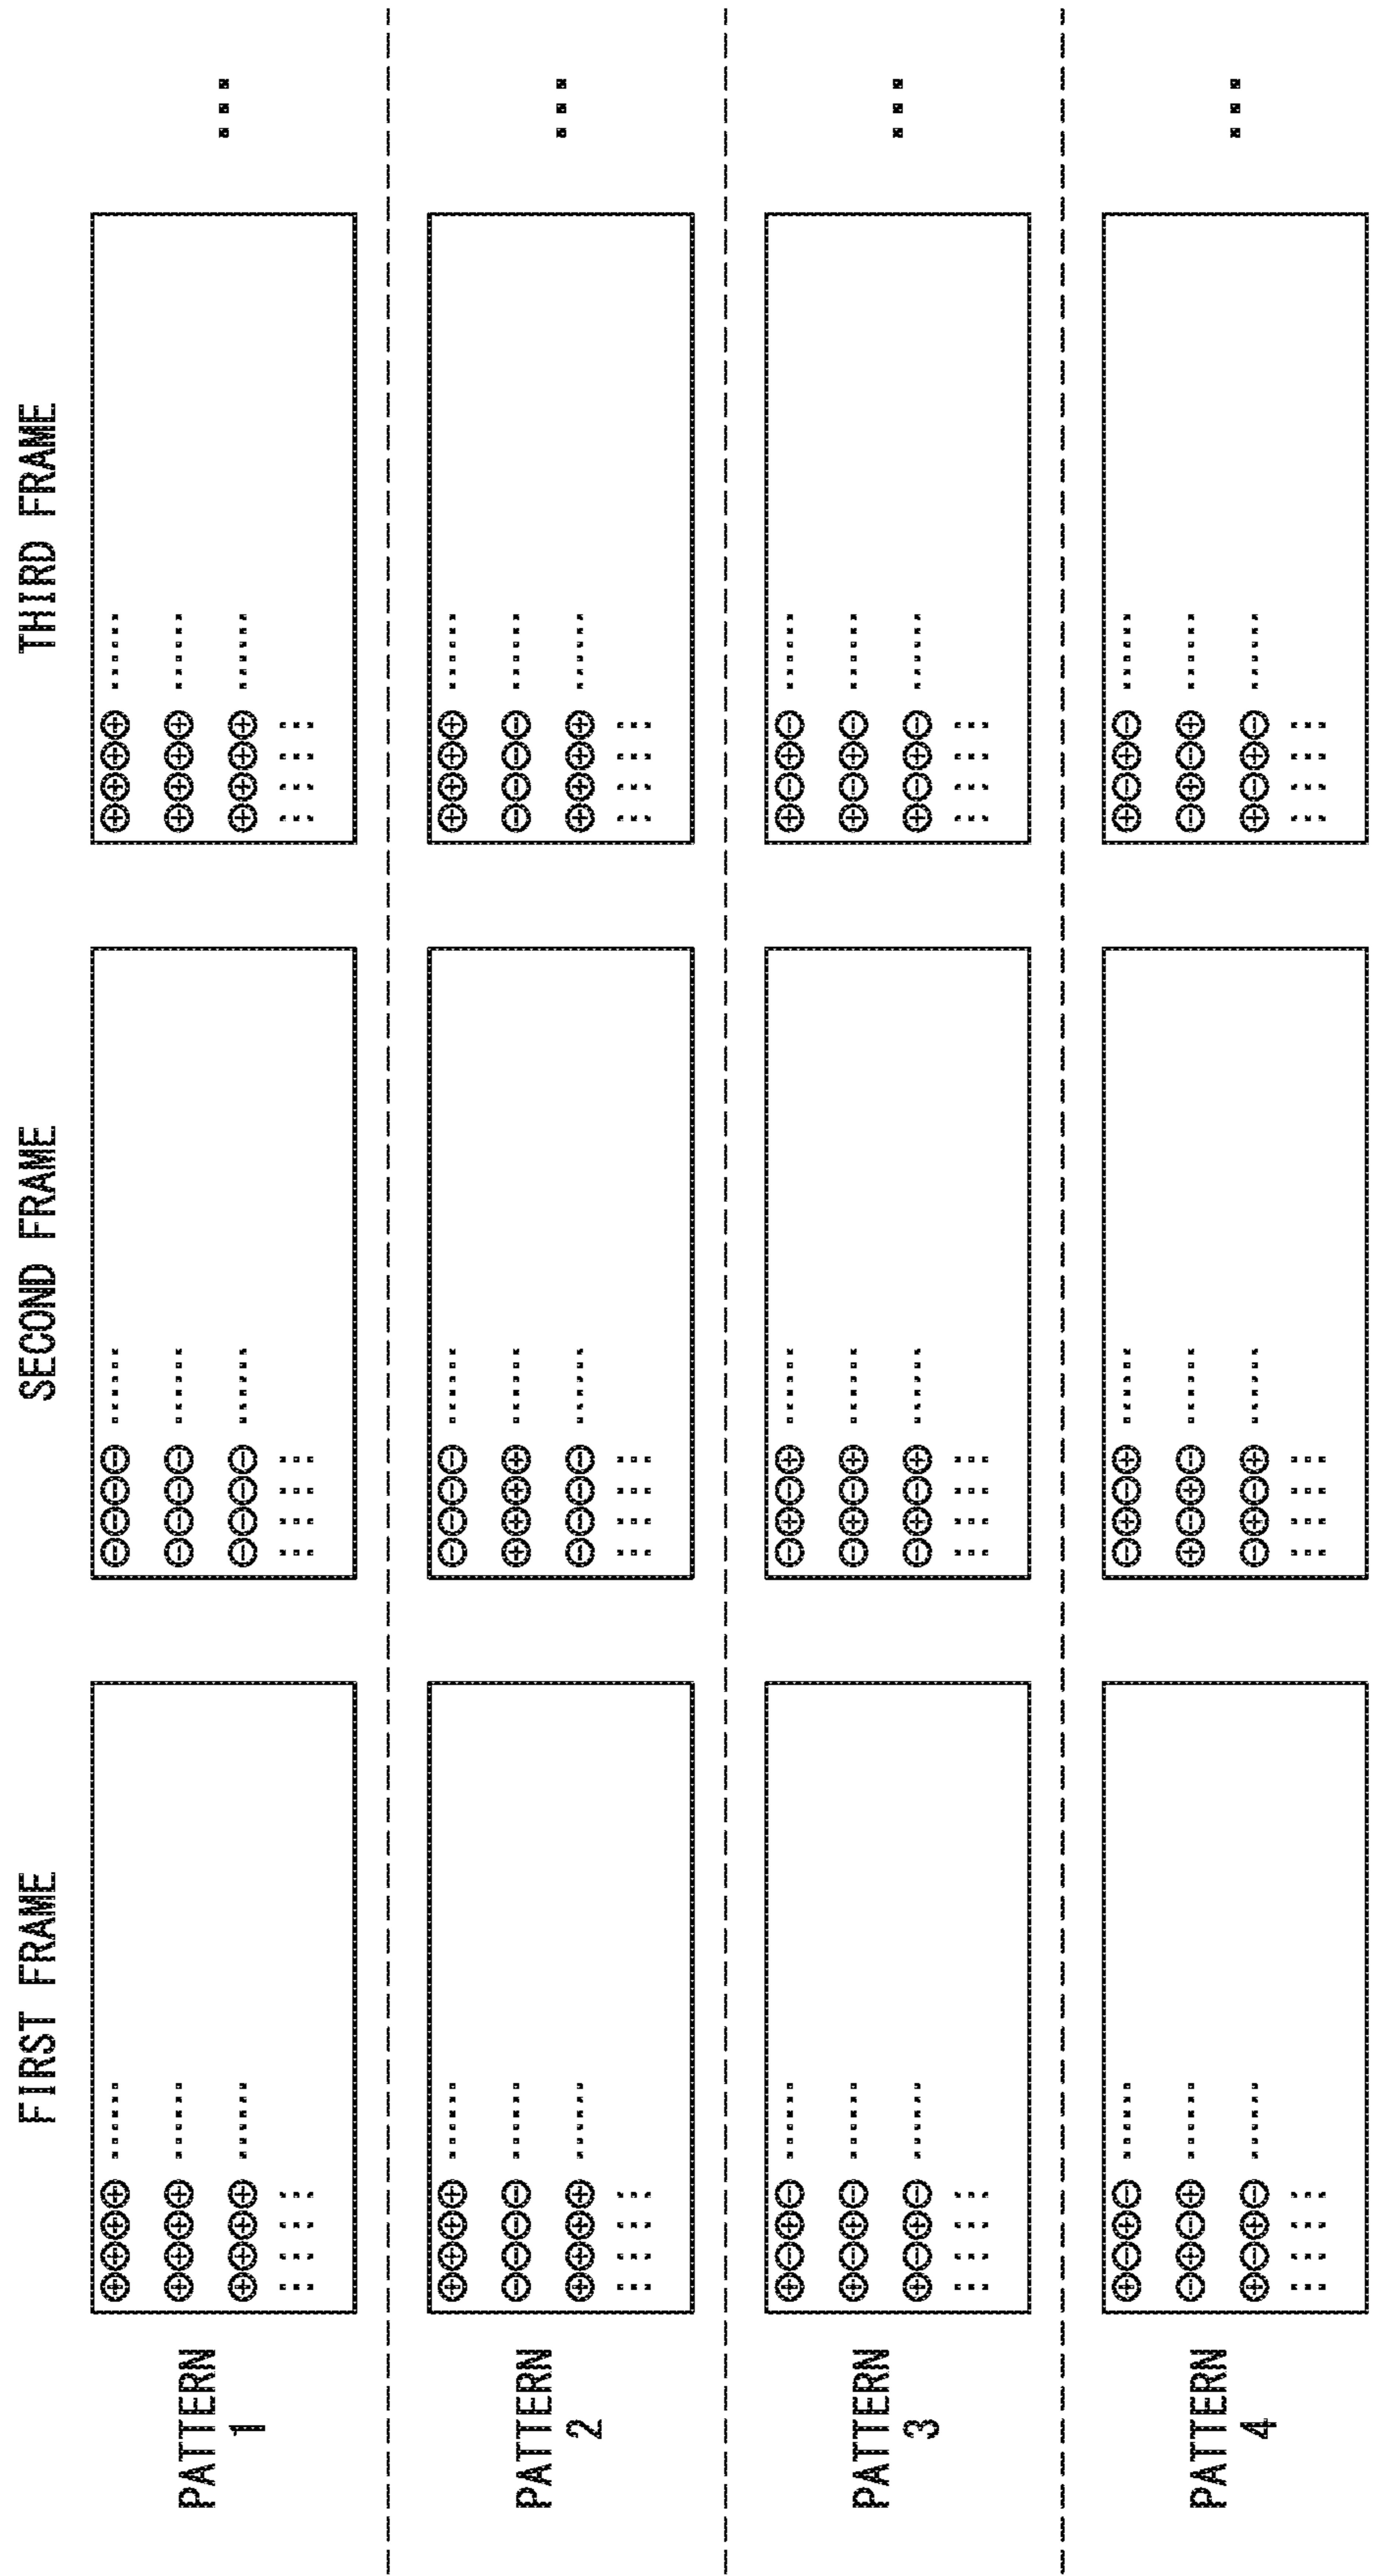 FIRST FRAME
SECOND FRAME
THIRD FRAME
PATTERN
1
PATTERN
2
PATTERN
3
PATTERN
4